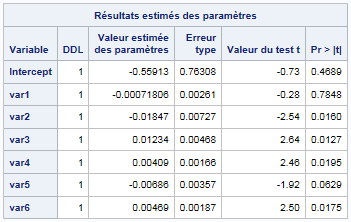 Résultats estimés des paramètres
Variable DDL Valeur estimée des paramètres Erreur type Valeur du test t Pr > |t|
Intercept 1 -0.55913 0.76308 -0.73 0.4689
var1 1 -0.00071806 0.00261 -0.28 0.7848
var2 1 -0.01847 0.00727 -2.54 0.0160
var3 1 0.01234 0.00468 2.64 0.0127
var4 1 0.00409 0.00166 2.46 0.0195
var5 1 -0.00686 0.00357 -1.92 0.0629
var6 1 0.00469 0.00187 2.50 0.0175